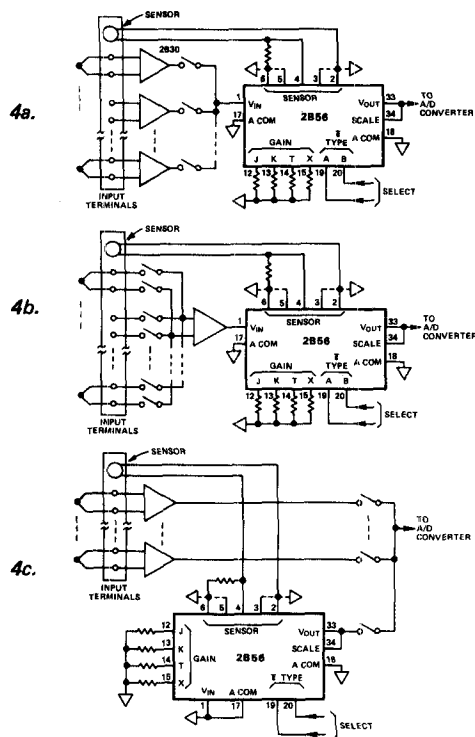 4a.
SENSOR
2B30
6 5 4 3 2
SENSOR
1 VIN
17 A COM
2B56
VOUT 33
SCALE 34
A COM 18
TO A/D CONVERTER
GAIN
TYPE
J K T X A B
12 13 14 15 19 20
SELECT
INPUT TERMINALS
4b.
SENSOR
6 5 4 3 2
SENSOR
1 VIN
17 A COM
2B56
VOUT 33
SCALE 34
A COM 18
TO A/D CONVERTER
GAIN
TYPE
J K T X A B
12 13 14 15 19 20
SELECT
INPUT TERMINALS
4c.
SENSOR
TO A/D CONVERTER
INPUT TERMINALS
6 5 4 3 2
SENSOR
12 J
13 K
14 T
15 X
GAIN
2B56
VOUT 33
SCALE 34
A COM
VIN A COM
TYPE
1 17 19 20
SELECT